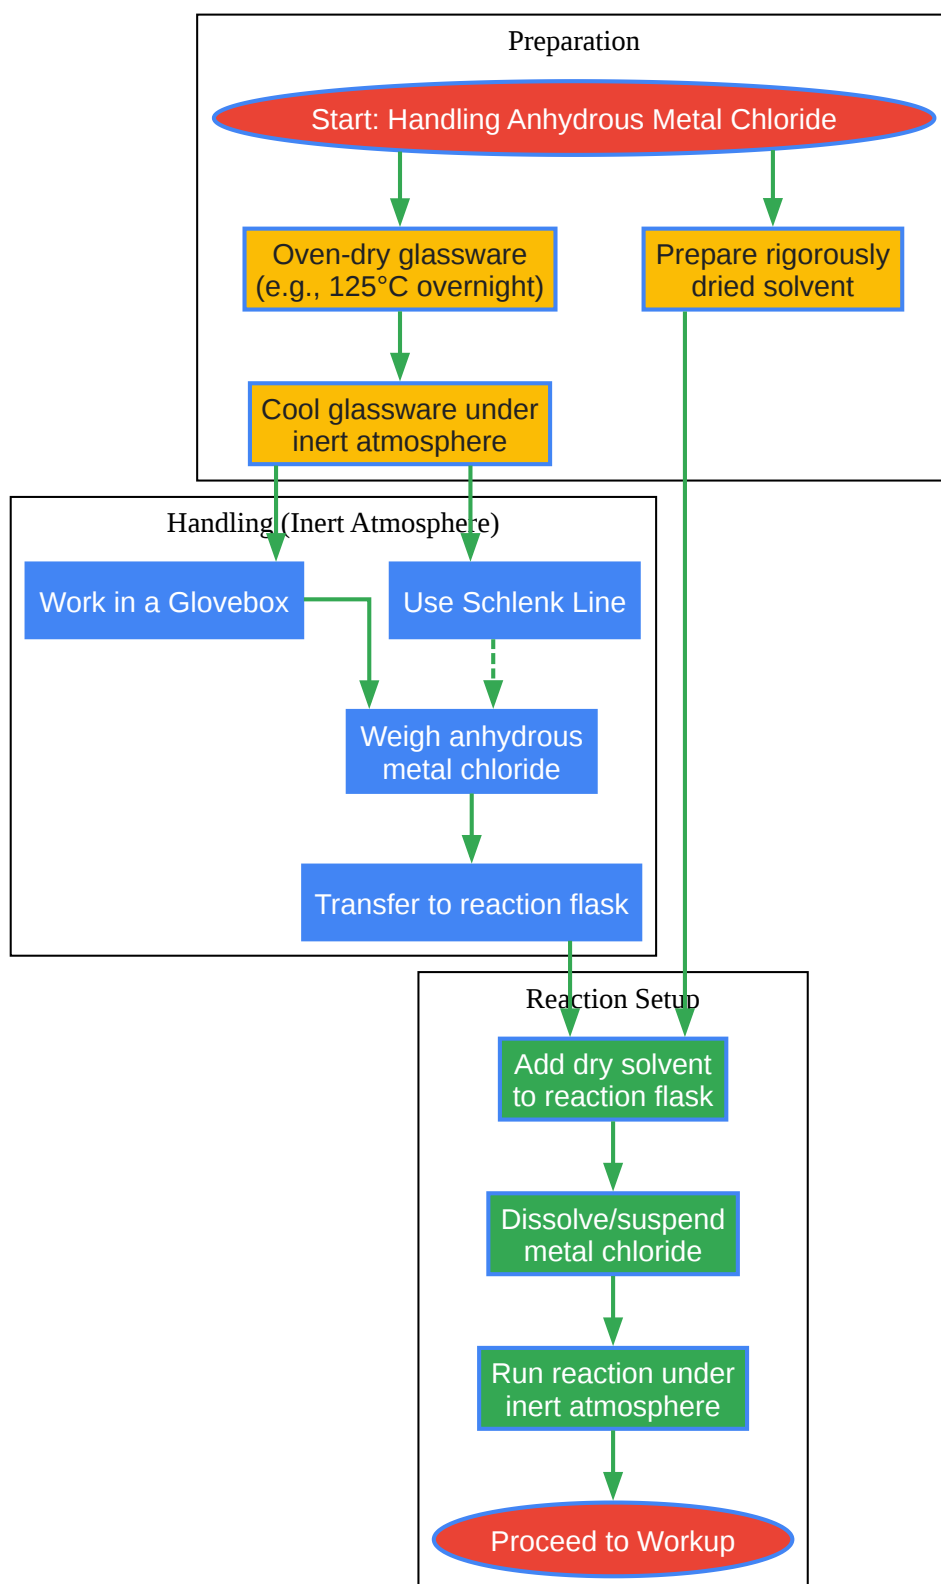 Preparation
Start: Handling Anhydrous Metal Chloride
Oven-dry glassware
(e.g., 125°C overnight)
Prepare rigorously
dried solvent
Cool glassware under
inert atmosphere
Handling (Inert Atmosphere)
Work in a Glovebox
Use Schlenk Line
Weigh anhydrous
metal chloride
Transfer to reaction flask
Reaction Setup
Add dry solvent
to reaction flask
Dissolve/suspend
metal chloride
Run reaction under
inert atmosphere
Proceed to Workup